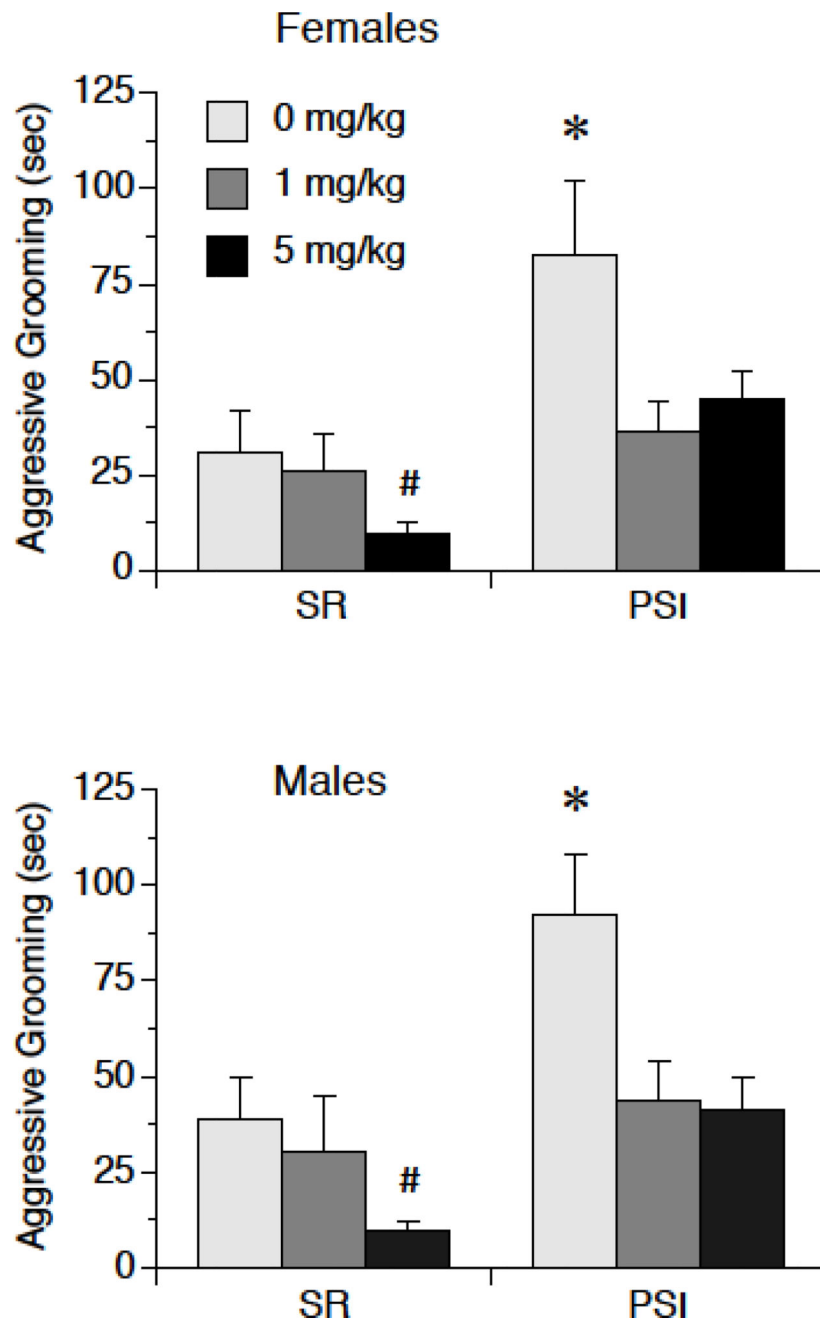 Females
Aggressive Grooming (sec)
125
100
75
50
25
0
0 mg/kg
1 mg/kg
5 mg/kg
#
*
SR
PSI
Males
Aggressive Grooming (sec)
125
100
75
50
25
0
#
*
SR
PSI